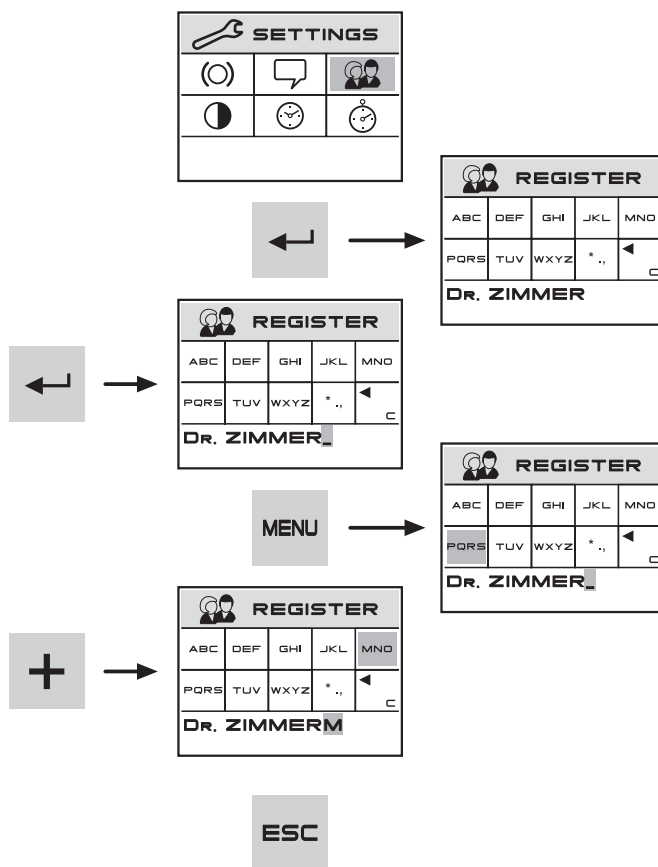 SETTINGS
REGISTER
ABC DEF GHI JKL MNO
PQRS TUV WXYZ * ., C
DR. ZIMMER
REGISTER
ABC DEF GHI JKL MNO
PQRS TUV WXYZ * ., C
DR. ZIMMER_
MENU
REGISTER
ABC DEF GHI JKL MNO
PQRS TUV WXYZ * ., C
DR. ZIMMER_
+
REGISTER
ABC DEF GHI JKL MNO
PQRS TUV WXYZ * ., C
DR. ZIMMERM
ESC